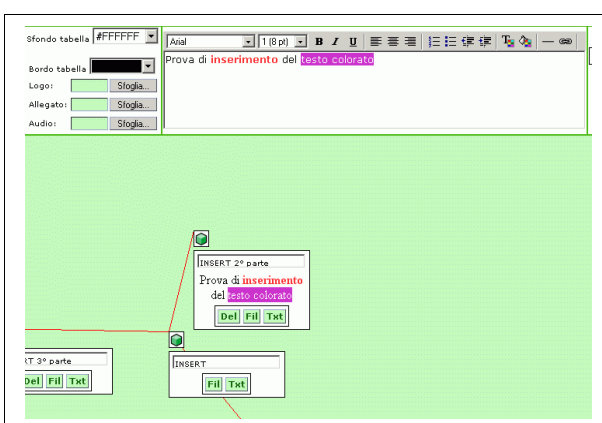 Sfondo tabella #FFFFFF
Arial 1 (8 pt) B I U
Prova di inserimento del testo colorato
Bordo tabella
Logo: Sfoglia...
Allegato: Sfoglia...
Audio: Sfoglia...
INSERT 2º parte
Prova di inserimento
del testo colorato
Del Fil Txt
RT 3º parte
Del Fil Txt
INSERT
Fil Txt